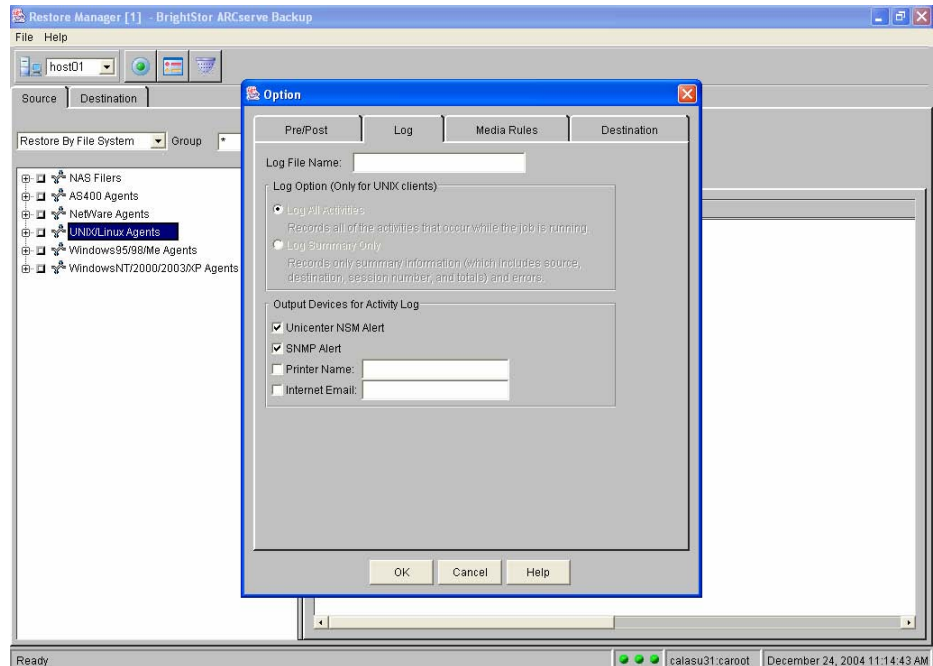 Restore Manager [1] - BrightStor ARCserve Backup
File Help
host01
Source Destination
Restore By File System Group *
NAS Filers
AS400 Agents
NetWare Agents
UNIX/Linux Agents
Windows95/98/Me Agents
WindowsNT/2000/2003/XP Agents
Option
Pre/Post Log Media Rules Destination
Log File Name:
Log Option (Only for UNIX clients)
Log All Activities
Records all of the activities that occur while the job is running.
Log Summary Only
Records only summary information (which includes source,
destination, session number, and totals) and errors.
Output Devices for Activity Log
Unicenter NSM Alert
SNMP Alert
Printer Name:
Internet Email:
OK Cancel Help
Ready calasu31:caroot December 24, 2004 11:14:43 AM